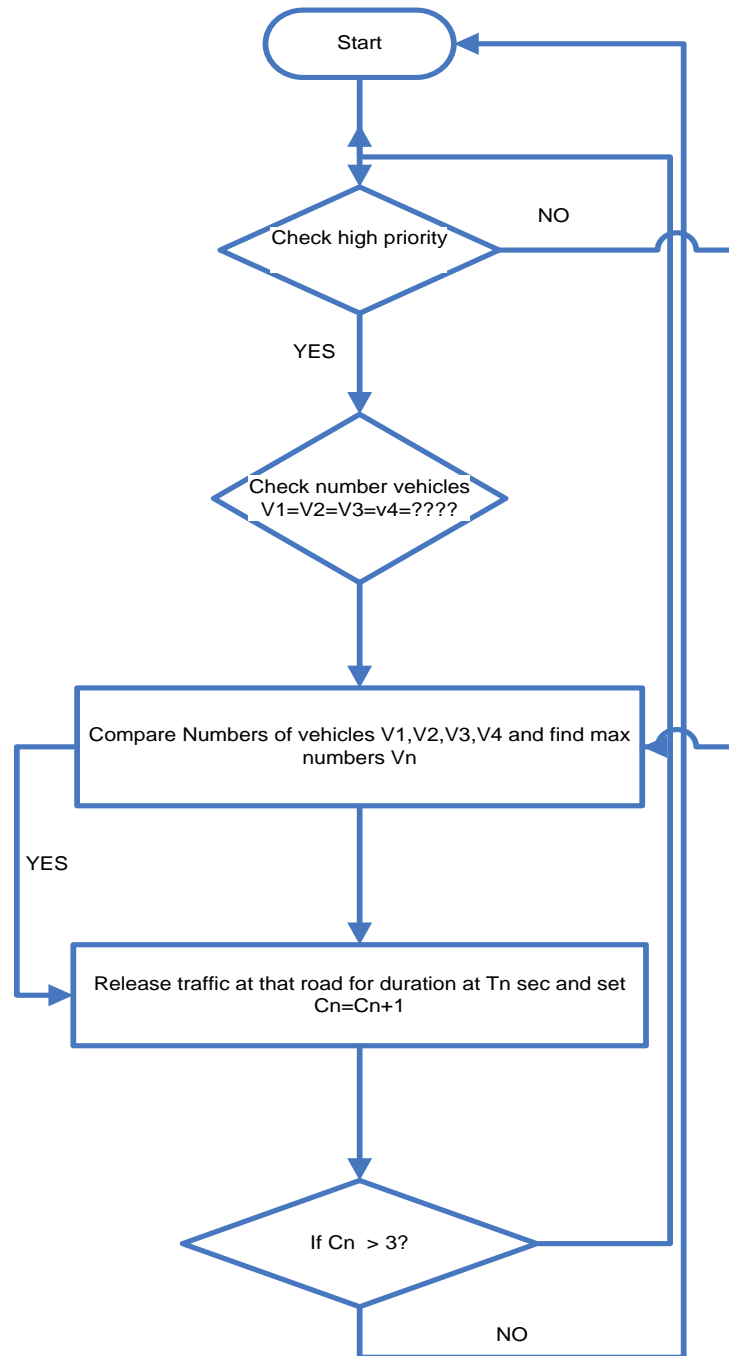 Start
Check high priority
NO
YES
Check number vehicles
V1=V2=V3=v4=????
Compare Numbers of vehicles V1,V2,V3,V4 and find max
numbers Vn
YES
Release traffic at that road for duration at Tn sec and set
Cn=Cn+1
If Cn > 3?
NO